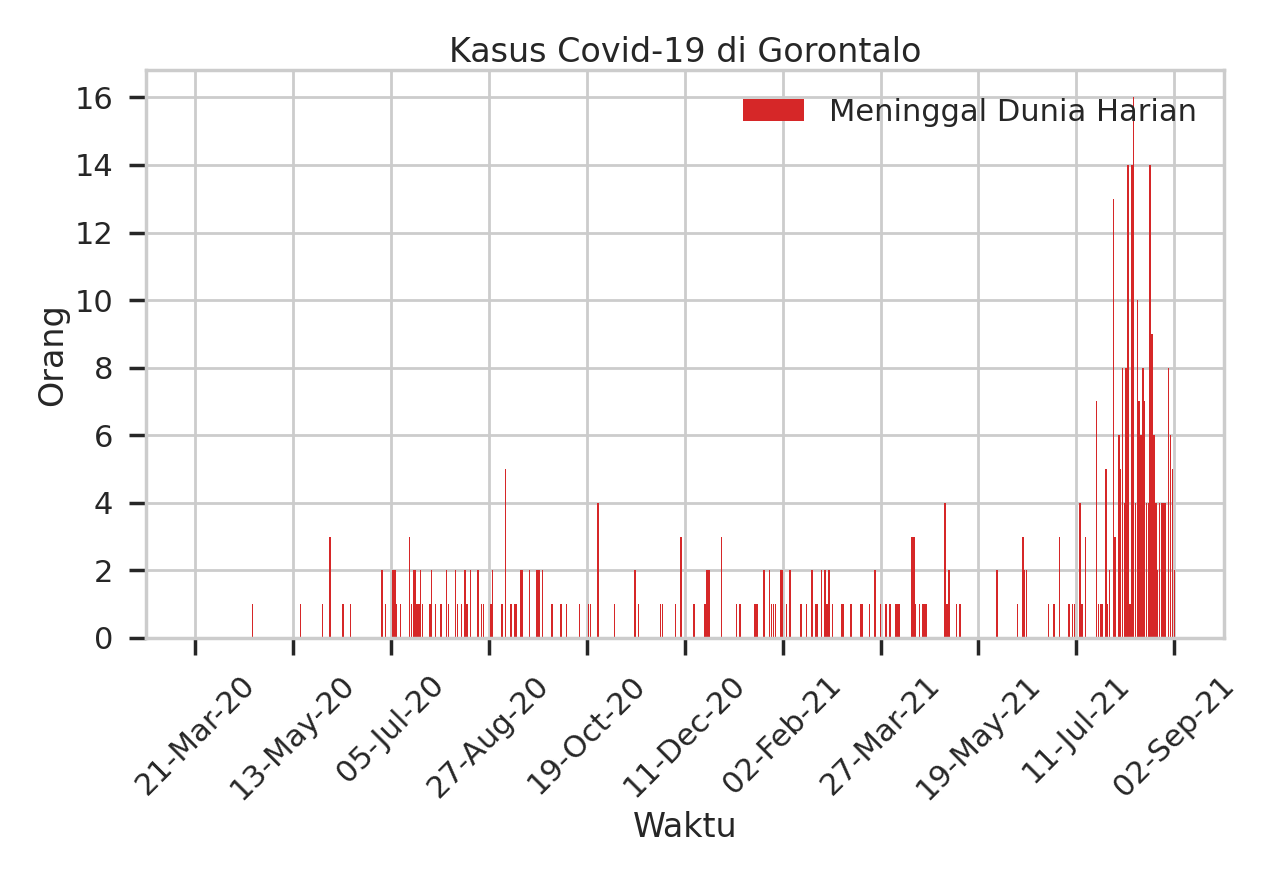 Kasus Covid-19 di Gorontalo
Meninggal Dunia Harian
16
14
12
10
8
6
4
2
0
Orang
21-Mar-20
13-May-20
05-Jul-20
27-Aug-20
19-Oct-20
11-Dec-20
02-Feb-21
27-Mar-21
19-May-21
11-Jul-21
02-Sep-21
Waktu